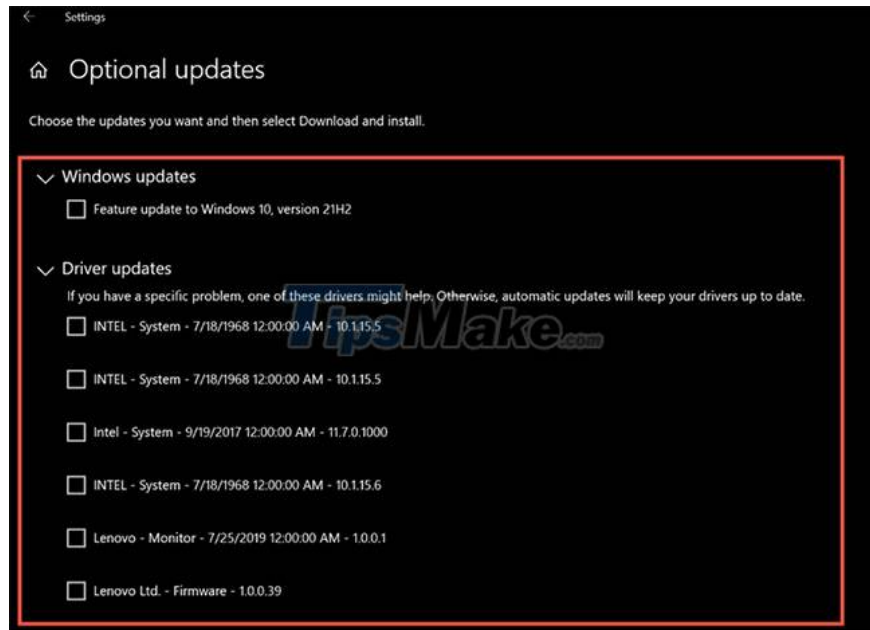 Settings
Optional updates
Choose the updates you want and then select Download and install.
Windows updates
Feature update to Windows 10, version 21H2
Driver updates
If you have a specific problem, one of these drivers might help. Otherwise, automatic updates will keep your drivers up to date.
TipsMake.com
INTEL - System - 7/18/1968 12:00:00 AM - 10.1.15.5
INTEL - System - 7/18/1968 12:00:00 AM - 10.1.15.5
Intel - System - 9/19/2017 12:00:00 AM - 11.7.0.1000
INTEL - System - 7/18/1968 12:00:00 AM - 10.1.15.6
Lenovo - Monitor - 7/25/2019 12:00:00 AM - 1.0.0.1
Lenovo Ltd. - Firmware - 1.0.0.39